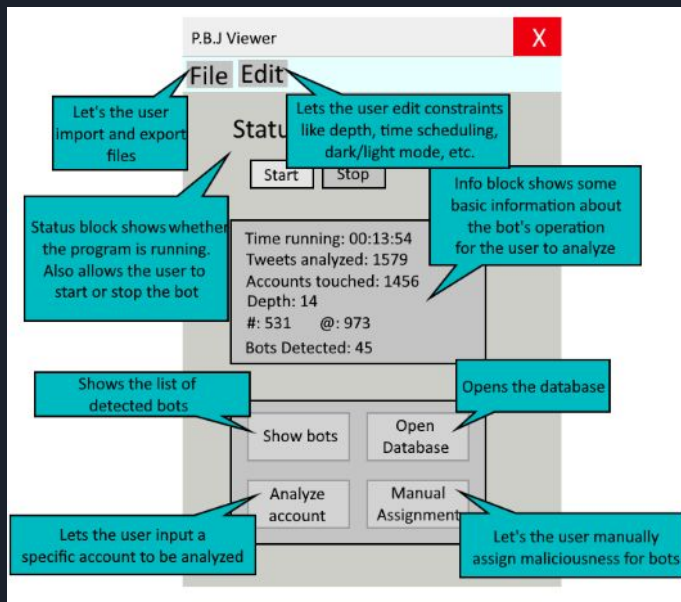 P.B.J Viewer
X
File Edit
Let's the user
import and export
files
Lets the user edit constraints
like depth, time scheduling,
dark/light mode, etc.
Statu
Start Stop
Info block shows some
basic information about
the bot's operation
for the user to analyze
Status block shows whether
the program is running.
Also allows the user to
start or stop the bot
Time running: 00:13:54
Tweets analyzed: 1579
Accounts touched: 1456
Depth: 14
#: 531 @: 973
Bots Detected: 45
Shows the list of
detected bots
Opens the database
Show bots
Open
Database
Analyze
account
Manual
Assignment
Lets the user input a
specific account to be analyzed
Let's the user manually
assign maliciousness for bots